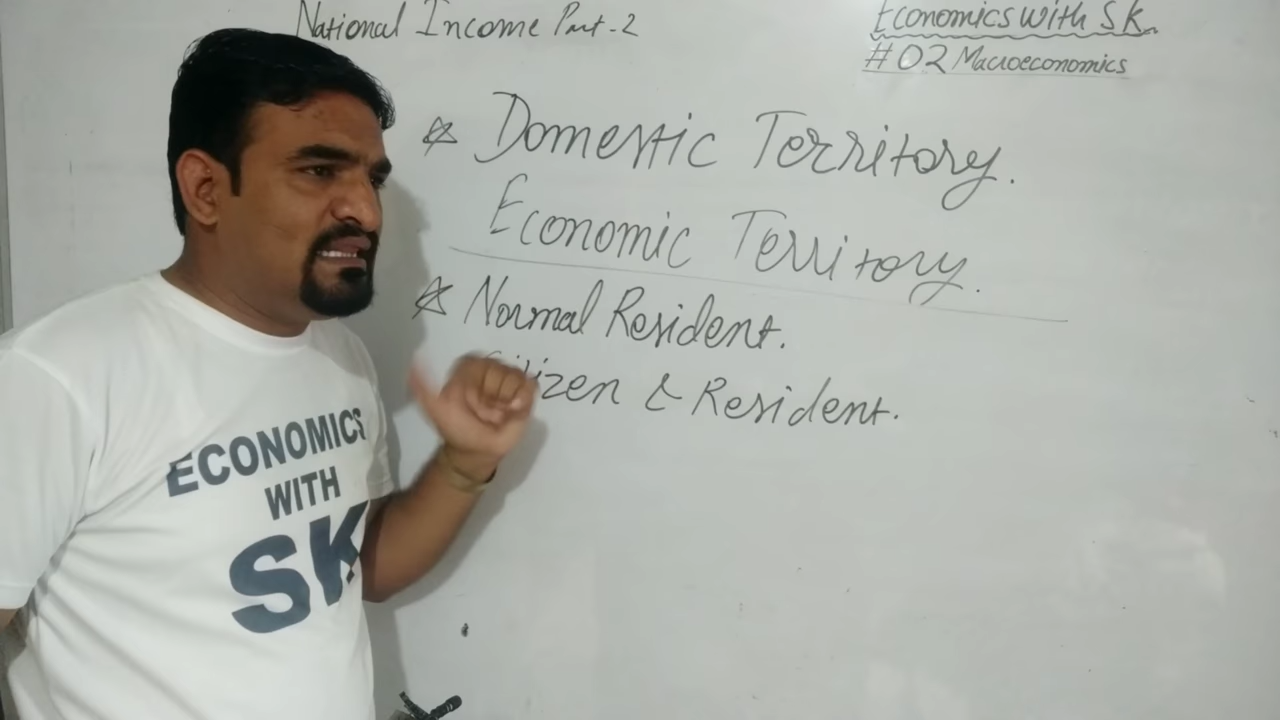 National Income Part-2
Economics with SK.
#02 Macroeconomics
☆ Domestic Territory.
Economic Territory.
☆ Normal Resident.
Citizen & Resident.
ECONOMICS
WITH
SK